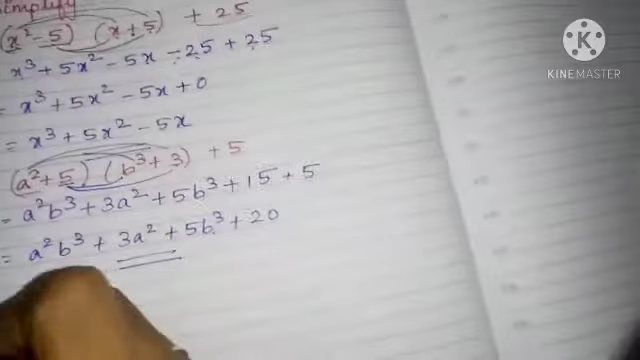 Simplify
(x² - 5) (x + 5) + 25
x³ + 5x² - 5x - 25 + 25
= x³ + 5x² - 5x + 0
= x³ + 5x² - 5x
(a² + 5) (b³ + 3) + 5
= a²b³ + 3a² + 5b³ + 15 + 5
= a²b³ + 3a² + 5b³ + 20
KINEMASTER